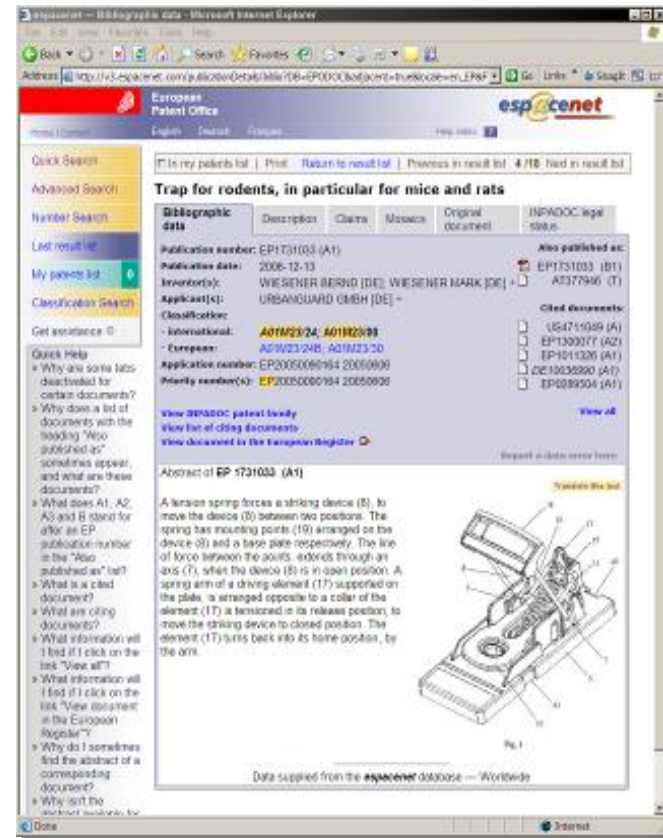 espacenet — Bibliographic data - Microsoft Internet Explorer
File Edit View Favorites Tools Help
Back Search Favorites
Address Go Links
European
Patent Office
espacenet
Home | Contact
English Deutsch Français
Help index
Quick Search
Advanced Search
Number Search
Last result list
My patents list 0
Classification Search
Get assistance
In my patents list | Print Return to result list | Previous in result list 4/18 Next in result list
Trap for rodents, in particular for mice and rats
Bibliographic data
Description
Claims
Mosaics
Original document
INPADOC legal status
Publication number: EP1731033 (A1)
Publication date: 2006-12-13
Inventor(s): WIESENER BERND [DE]; WIESENER MARK [DE] +
Applicant(s): URBANGUARD GMBH [DE] +
Classification:
- international: A01M23/24; A01M23/00
- European: A01M23/24B; A01M23/30
Application number: EP20050090164 20050606
Priority number(s): EP20050090164 20050606
Also published as:
EP1731033 (B1)
AT377946 (T)
Cited documents:
US4711049 (A)
EP1300077 (A2)
EP1011326 (A1)
DE10036990 (A1)
EP0289504 (A1)
View all
View INPADOC patent family
View list of citing documents
View document in the European Register
Report a data error here
Abstract of EP 1731033 (A1)
Translate this text
A tension spring forces a striking device (8), to
move the device (8) between two positions. The
spring has mounting points (19) arranged on the
device (8) and a base plate respectively. The line
of force between the points, extends through an
axis (7), when the device (8) is in open position. A
spring arm of a driving element (17) supported on
the plate, is arranged opposite to a collar of the
element (17) is tensioned in its release position, to
move the striking device to closed position. The
element (17) turns back into its home position, by
the arm.
Fig. 1
Data supplied from the espacenet database — Worldwide
Quick Help
» Why are some tabs
deactivated for
certain documents?
» Why does a list of
documents with the
heading "Also
published as"
sometimes appear,
and what are these
documents?
» What does A1, A2,
A3 and B stand for
after an EP
publication number
in the "Also
published as" list?
» What is a cited
document?
» What are citing
documents?
» What information will
I find if I click on the
link "View all"?
» What information will
I find if I click on the
link "View document
in the European
Register"?
» Why do I sometimes
find the abstract of a
corresponding
document?
» Why isn't the
abstract available for
Done
Internet